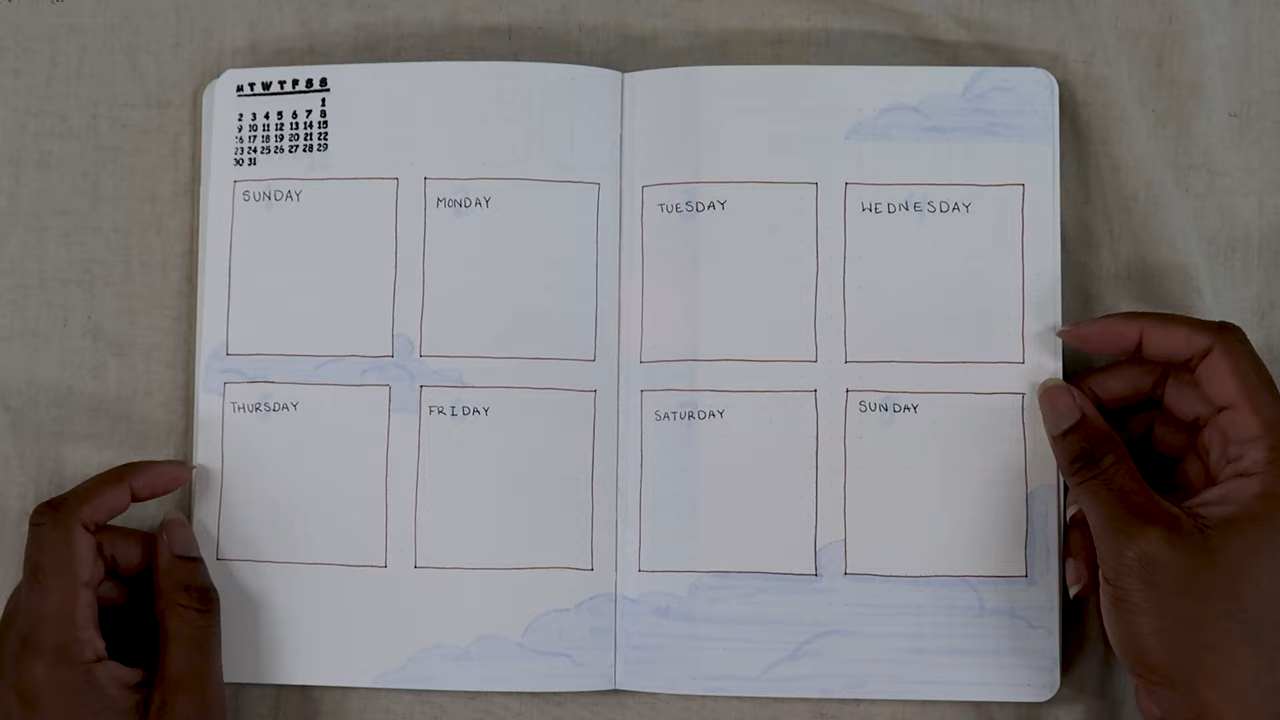 M T W T F S S
1
2 3 4 5 6 7 8
9 10 11 12 13 14 15
16 17 18 19 20 21 22
23 24 25 26 27 28 29
30 31
SUNDAY
MONDAY
TUESDAY
WEDNESDAY
THURSDAY
FRIDAY
SATURDAY
SUNDAY